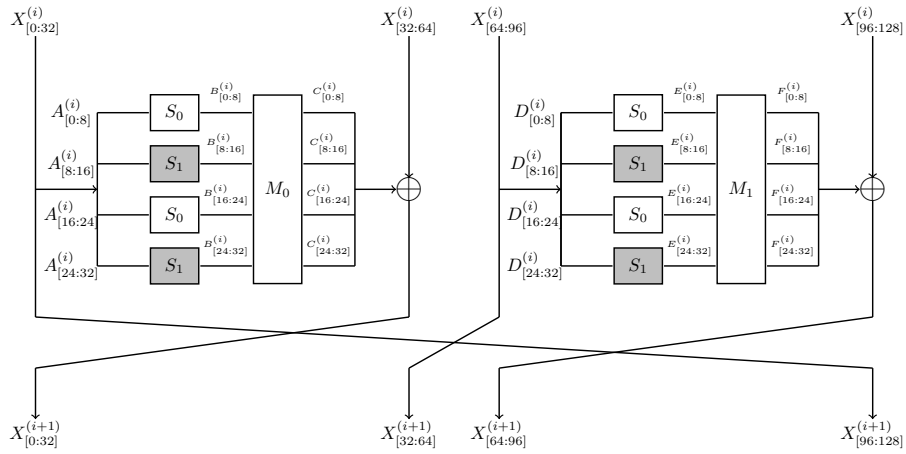 X^{(i)}_{[0:32]} X^{(i)}_{[32:64]} X^{(i)}_{[64:96]} X^{(i)}_{[96:128]}
A^{(i)}_{[0:8]} S_0 B^{(i)}_{[0:8]} C^{(i)}_{[0:8]} D^{(i)}_{[0:8]} S_0 E^{(i)}_{[0:8]} F^{(i)}_{[0:8]}
A^{(i)}_{[8:16]} S_1 B^{(i)}_{[8:16]} C^{(i)}_{[8:16]} D^{(i)}_{[8:16]} S_1 E^{(i)}_{[8:16]} F^{(i)}_{[8:16]}
M_0 M_1
A^{(i)}_{[16:24]} S_0 B^{(i)}_{[16:24]} C^{(i)}_{[16:24]} D^{(i)}_{[16:24]} S_0 E^{(i)}_{[16:24]} F^{(i)}_{[16:24]}
A^{(i)}_{[24:32]} S_1 B^{(i)}_{[24:32]} C^{(i)}_{[24:32]} D^{(i)}_{[24:32]} S_1 E^{(i)}_{[24:32]} F^{(i)}_{[24:32]}
X^{(i+1)}_{[0:32]} X^{(i+1)}_{[32:64]} X^{(i+1)}_{[64:96]} X^{(i+1)}_{[96:128]}